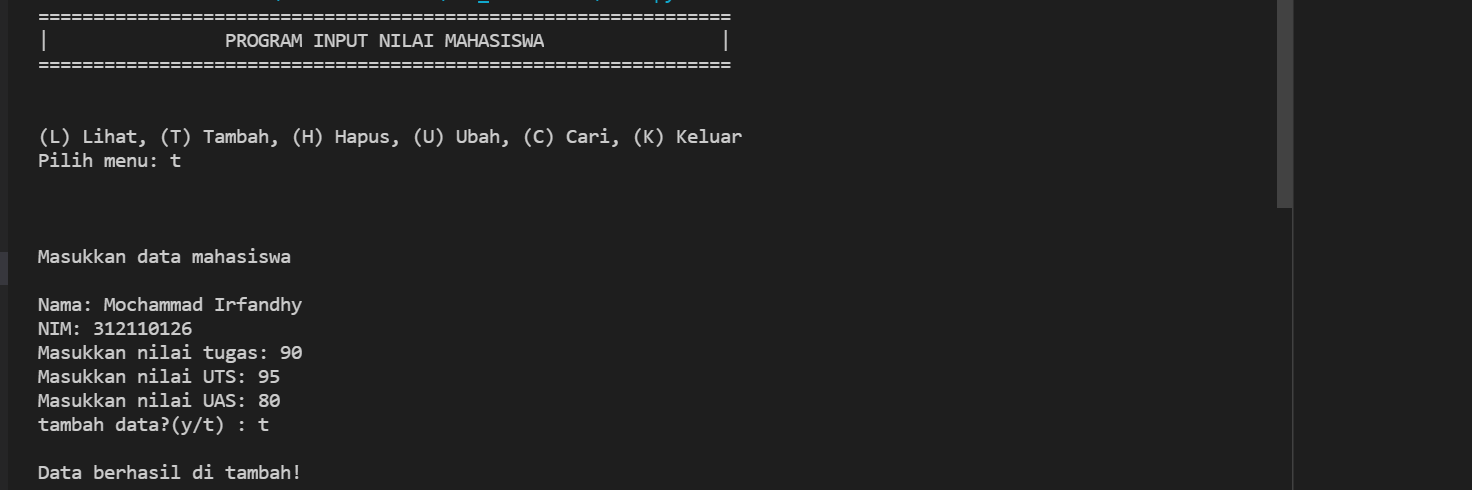 ===============================================================
| PROGRAM INPUT NILAI MAHASISWA |
===============================================================
(L) Lihat, (T) Tambah, (H) Hapus, (U) Ubah, (C) Cari, (K) Keluar
Pilih menu: t
Masukkan data mahasiswa
Nama: Mochammad Irfandhy
NIM: 312110126
Masukkan nilai tugas: 90
Masukkan nilai UTS: 95
Masukkan nilai UAS: 80
tambah data?(y/t) : t
Data berhasil di tambah!